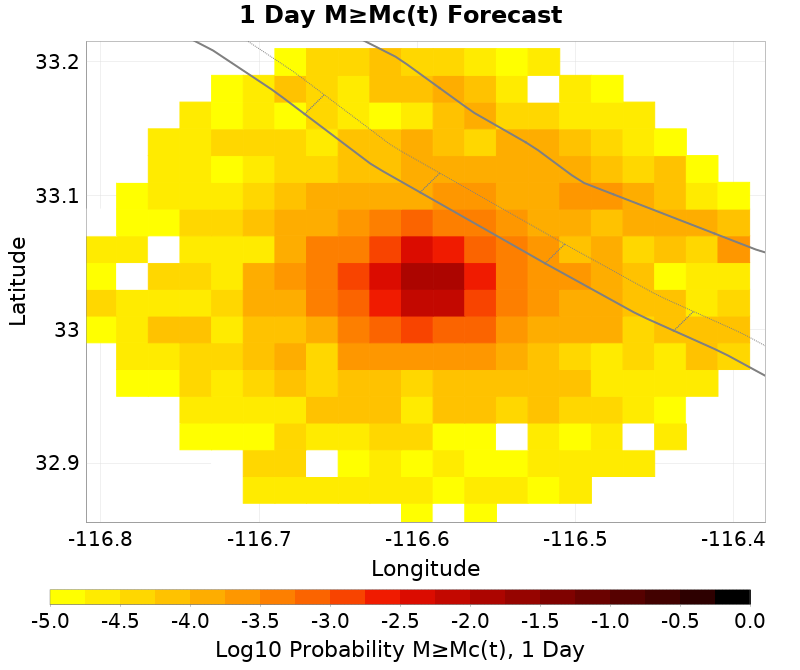 1 Day M≥Mc(t) Forecast
33.2
33.1
33
32.9
Latitude
-116.8 -116.7 -116.6 -116.5 -116.4
Longitude
-5.0 -4.5 -4.0 -3.5 -3.0 -2.5 -2.0 -1.5 -1.0 -0.5 0.0
Log10 Probability M≥Mc(t), 1 Day